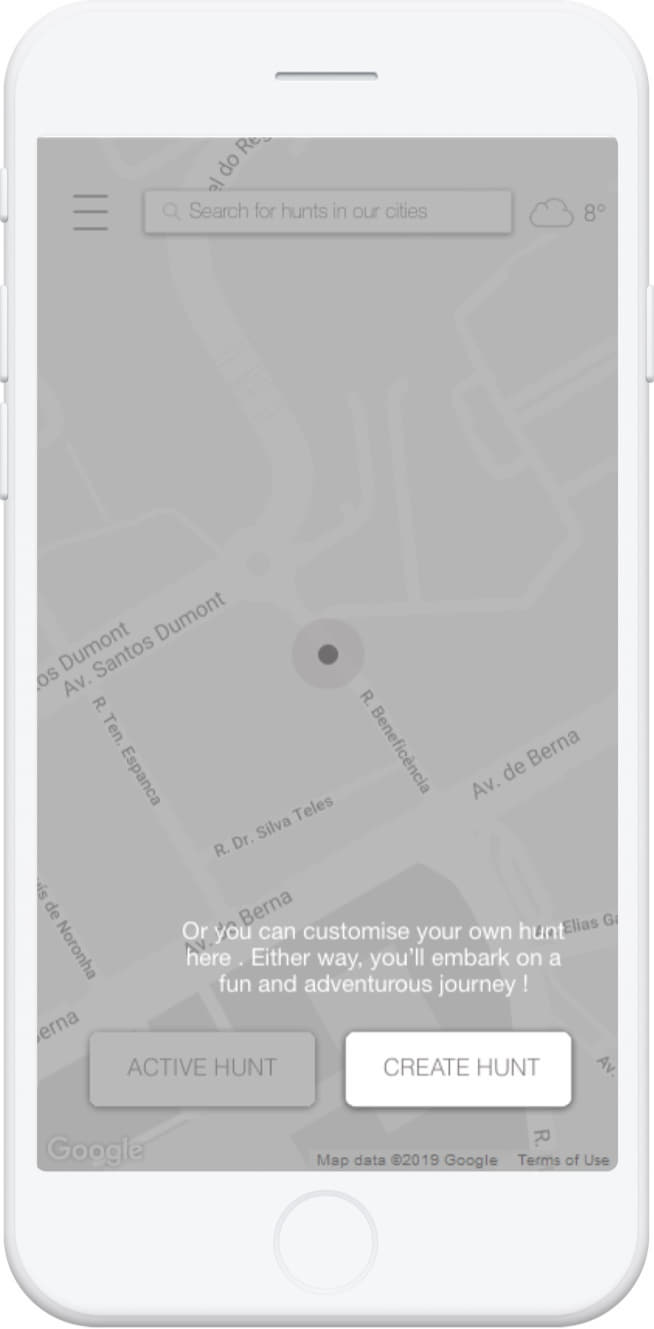 el do Re
Search for hunts in our cities
8°
os Dumont
Av. Santos Dumont
R. Ten. Espanca
R. Beneficência
Av. de Berna
R. Dr. Silva Teles
ís de Noronha
Av. de Berna
Elias Ga
Or you can customise your own hunt
here . Either way, you'll embark on a
fun and adventurous journey !
erna
ACTIVE HUNT
CREATE HUNT
Av.
R.
Google
Map data ©2019 Google
Terms of Use